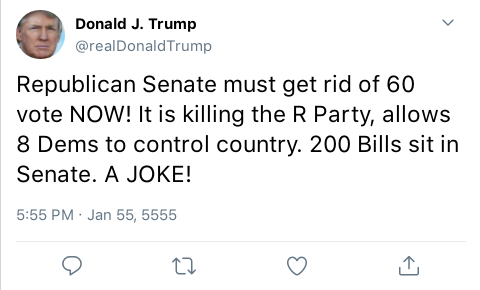 Donald J. Trump
@realDonaldTrump
Republican Senate must get rid of 60
vote NOW! It is killing the R Party, allows
8 Dems to control country. 200 Bills sit in
Senate. A JOKE!
5:55 PM · Jan 55, 5555